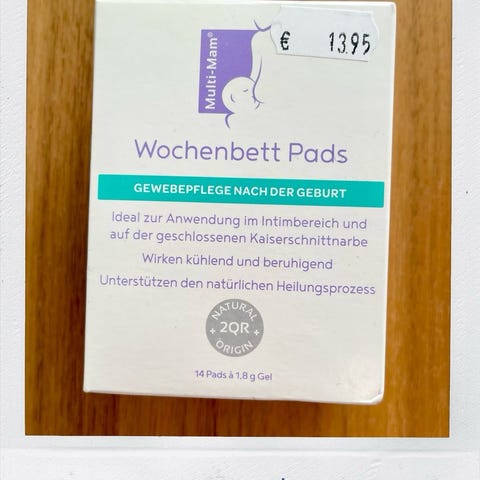 € 13.95
Multi-Mam®
Wochenbett Pads
GEWEBEPFLEGE NACH DER GEBURT
Ideal zur Anwendung im Intimbereich und
auf der geschlossenen Kaiserschnittnarbe
Wirken kühlend und beruhigend
Unterstützen den natürlichen Heilungsprozess
NATURAL
+ 2QR +
ORIGIN
14 Pads à 1,8 g Gel